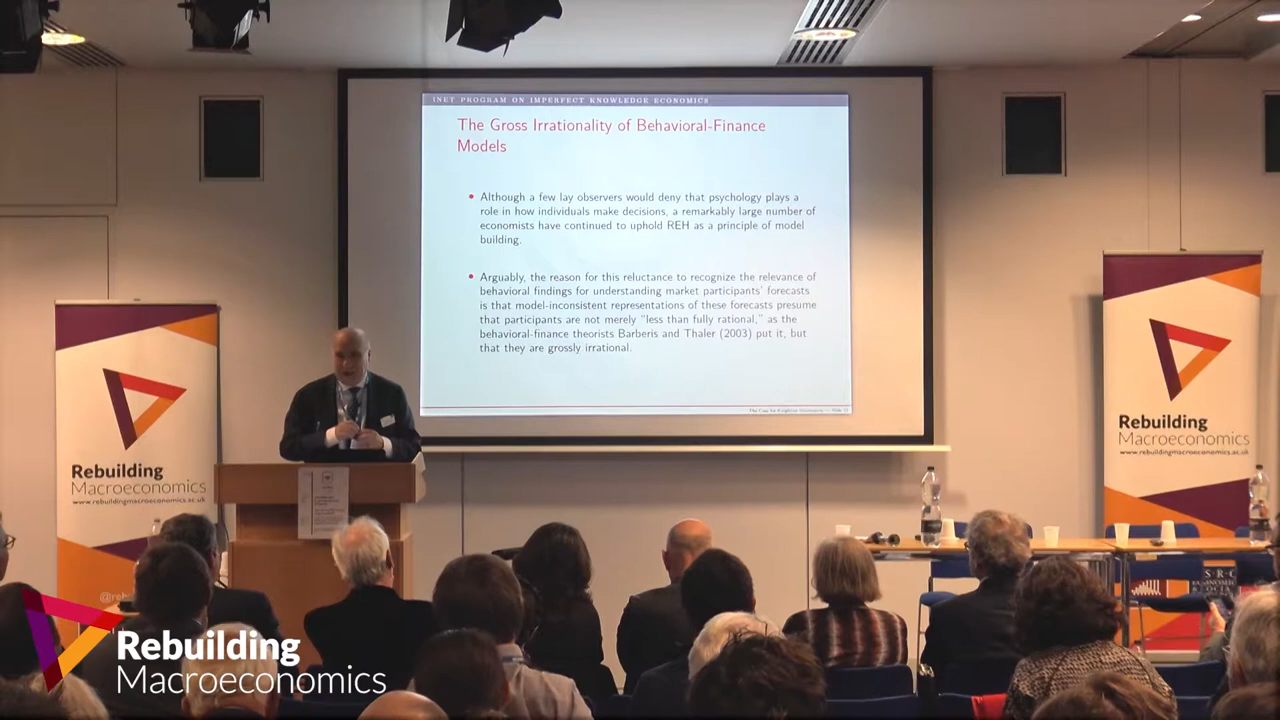 INET PROGRAM ON IMPERFECT KNOWLEDGE ECONOMICS
The Gross Irrationality of Behavioral-Finance
Models
• Although a few lay observers would deny that psychology plays a
role in how individuals make decisions, a remarkably large number of
economists have continued to uphold REH as a principle of model
building.
• Arguably, the reason for this reluctance to recognize the relevance of
behavioral findings for understanding market participants' forecasts
is that model-inconsistent representations of these forecasts presume
that participants are not merely "less than fully rational," as the
behavioral-finance theorists Barberis and Thaler (2003) put it, but
that they are grossly irrational.
Rebuilding
Macroeconomics
www.rebuildingmacroeconomics.ac.uk
Rebuilding
Macroeconomics
www.rebuildingmacroeconomics.ac.uk
Rebuilding
Macroeconomics